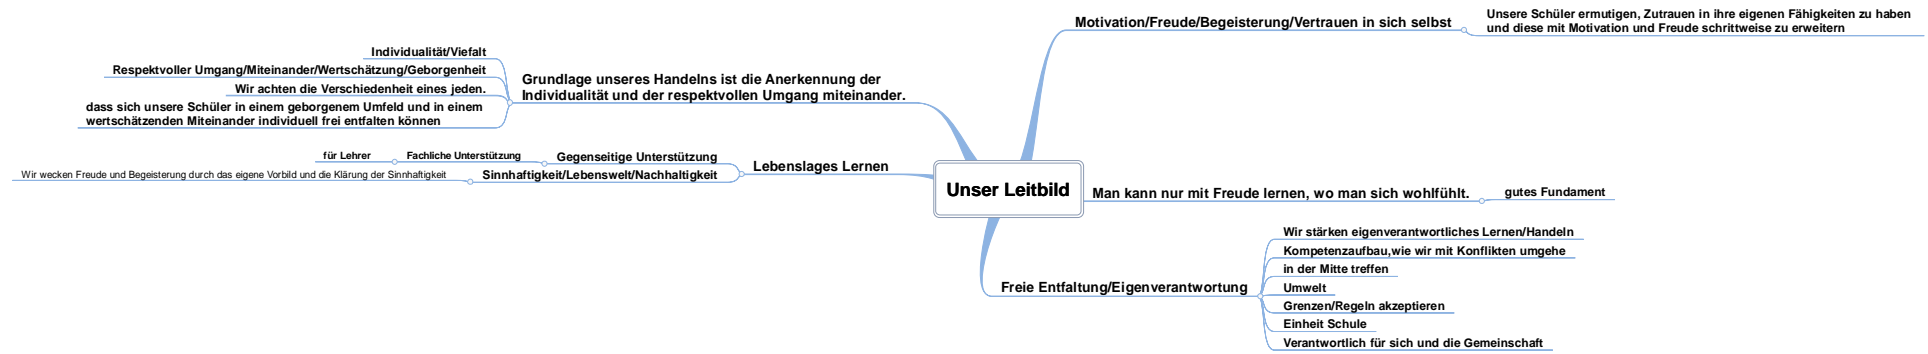 Unser Leitbild
Motivation/Freude/Begeisterung/Vertrauen in sich selbst
Unsere Schüler ermutigen, Zutrauen in ihre eigenen Fähigkeiten zu haben
und diese mit Motivation und Freude schrittweise zu erweitern
Man kann nur mit Freude lernen, wo man sich wohlfühlt.
gutes Fundament
Freie Entfaltung/Eigenverantwortung
Wir stärken eigenverantwortliches Lernen/Handeln
Kompetenzaufbau,wie wir mit Konflikten umgehe
in der Mitte treffen
Umwelt
Grenzen/Regeln akzeptieren
Einheit Schule
Verantwortlich für sich und die Gemeinschaft
Grundlage unseres Handelns ist die Anerkennung der
Individualität und der respektvollen Umgang miteinander.
Individualität/Viefalt
Respektvoller Umgang/Miteinander/Wertschätzung/Geborgenheit
Wir achten die Verschiedenheit eines jeden.
dass sich unsere Schüler in einem geborgenem Umfeld und in einem
wertschätzenden Miteinander individuell frei entfalten können
Lebenslages Lernen
Gegenseitige Unterstützung
Fachliche Unterstützung
für Lehrer
Sinnhaftigkeit/Lebenswelt/Nachhaltigkeit
Wir wecken Freude und Begeisterung durch das eigene Vorbild und die Klärung der Sinnhaftigkeit